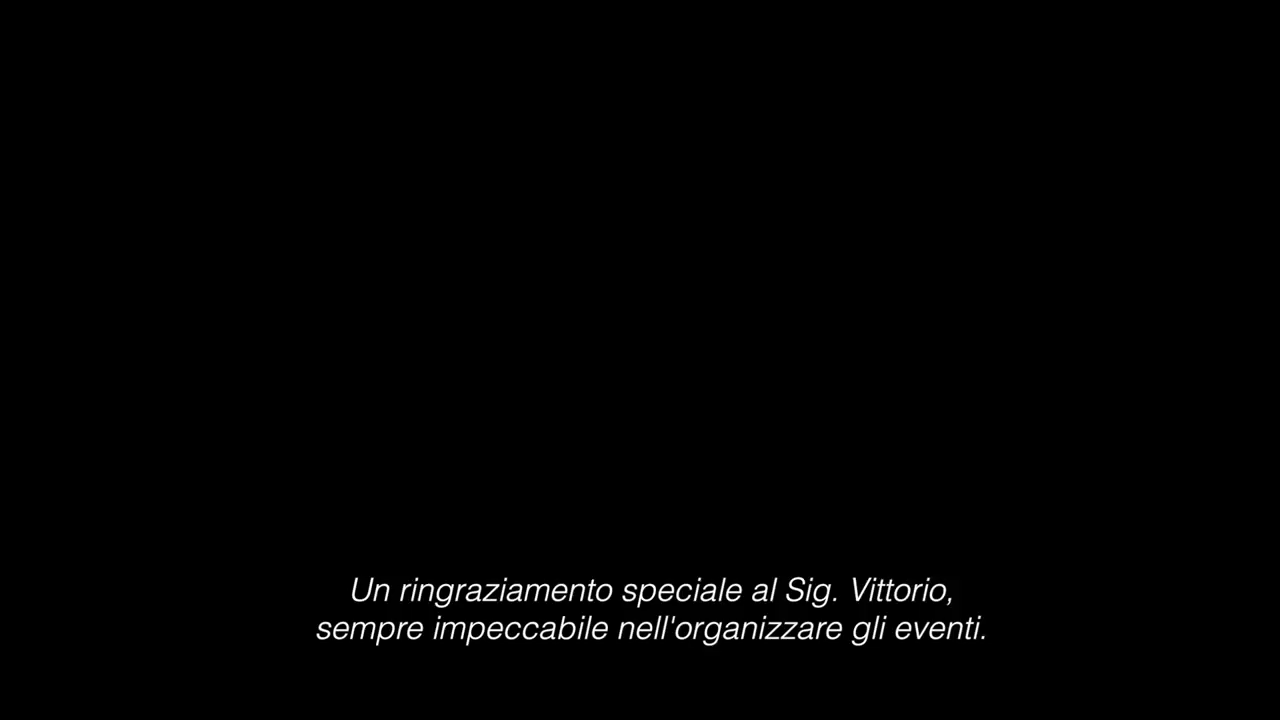 Un ringraziamento speciale al Sig. Vittorio,
sempre impeccabile nell'organizzare gli eventi.